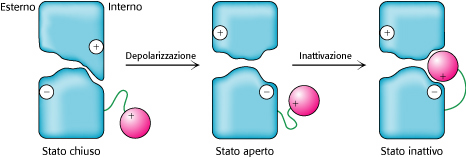 Esterno Interno
Depolarizzazione Inattivazione
+ + +
− − −
+ + +
Stato chiuso Stato aperto Stato inattivo